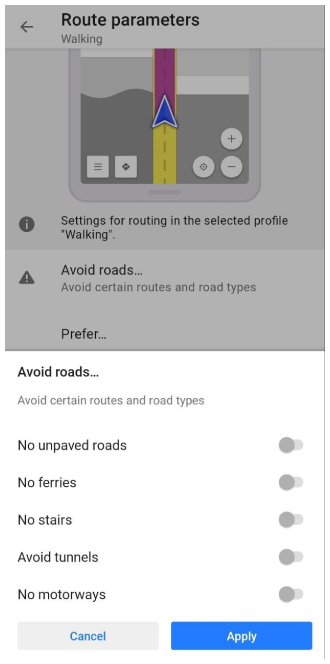 Route parameters
Walking
Settings for routing in the selected profile
"Walking".
Avoid roads...
Avoid certain routes and road types
Prefer...
Avoid roads...
Avoid certain routes and road types
No unpaved roads
No ferries
No stairs
Avoid tunnels
No motorways
Cancel
Apply